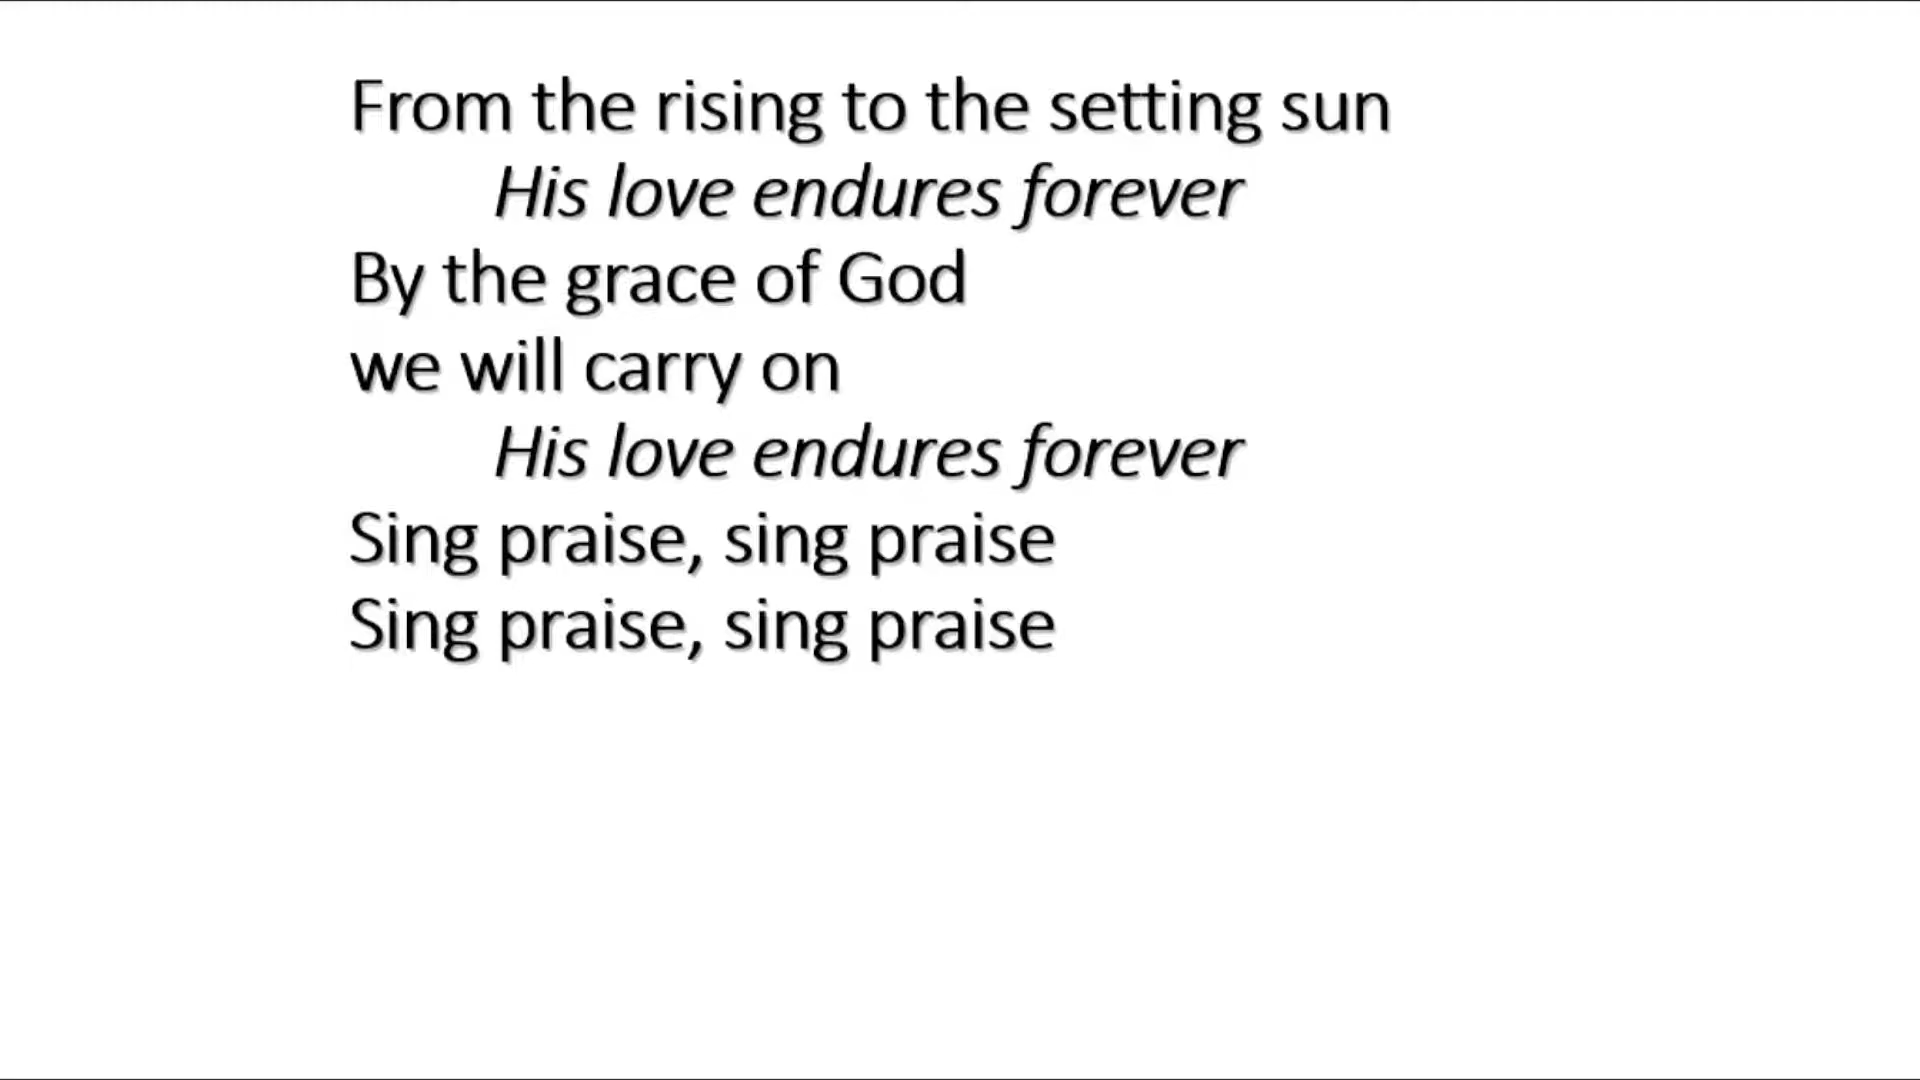 From the rising to the setting sun
His love endures forever
By the grace of God
we will carry on
His love endures forever
Sing praise, sing praise
Sing praise, sing praise